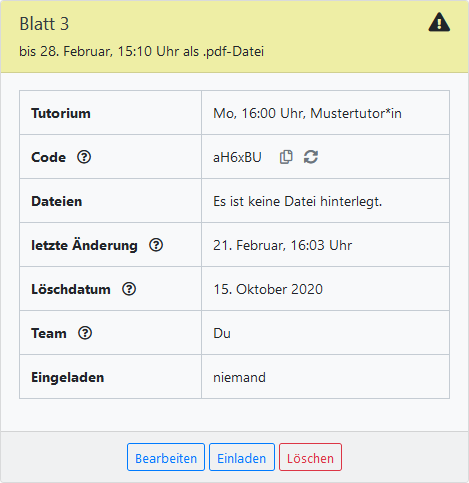 Blatt 3
bis 28. Februar, 15:10 Uhr als .pdf-Datei
Tutorium Mo, 16:00 Uhr, Mustertutor*in
Code aH6xBU
Dateien Es ist keine Datei hinterlegt.
letzte Änderung 21. Februar, 16:03 Uhr
Löschdatum 15. Oktober 2020
Team Du
Eingeladen niemand
Bearbeiten Einladen Löschen